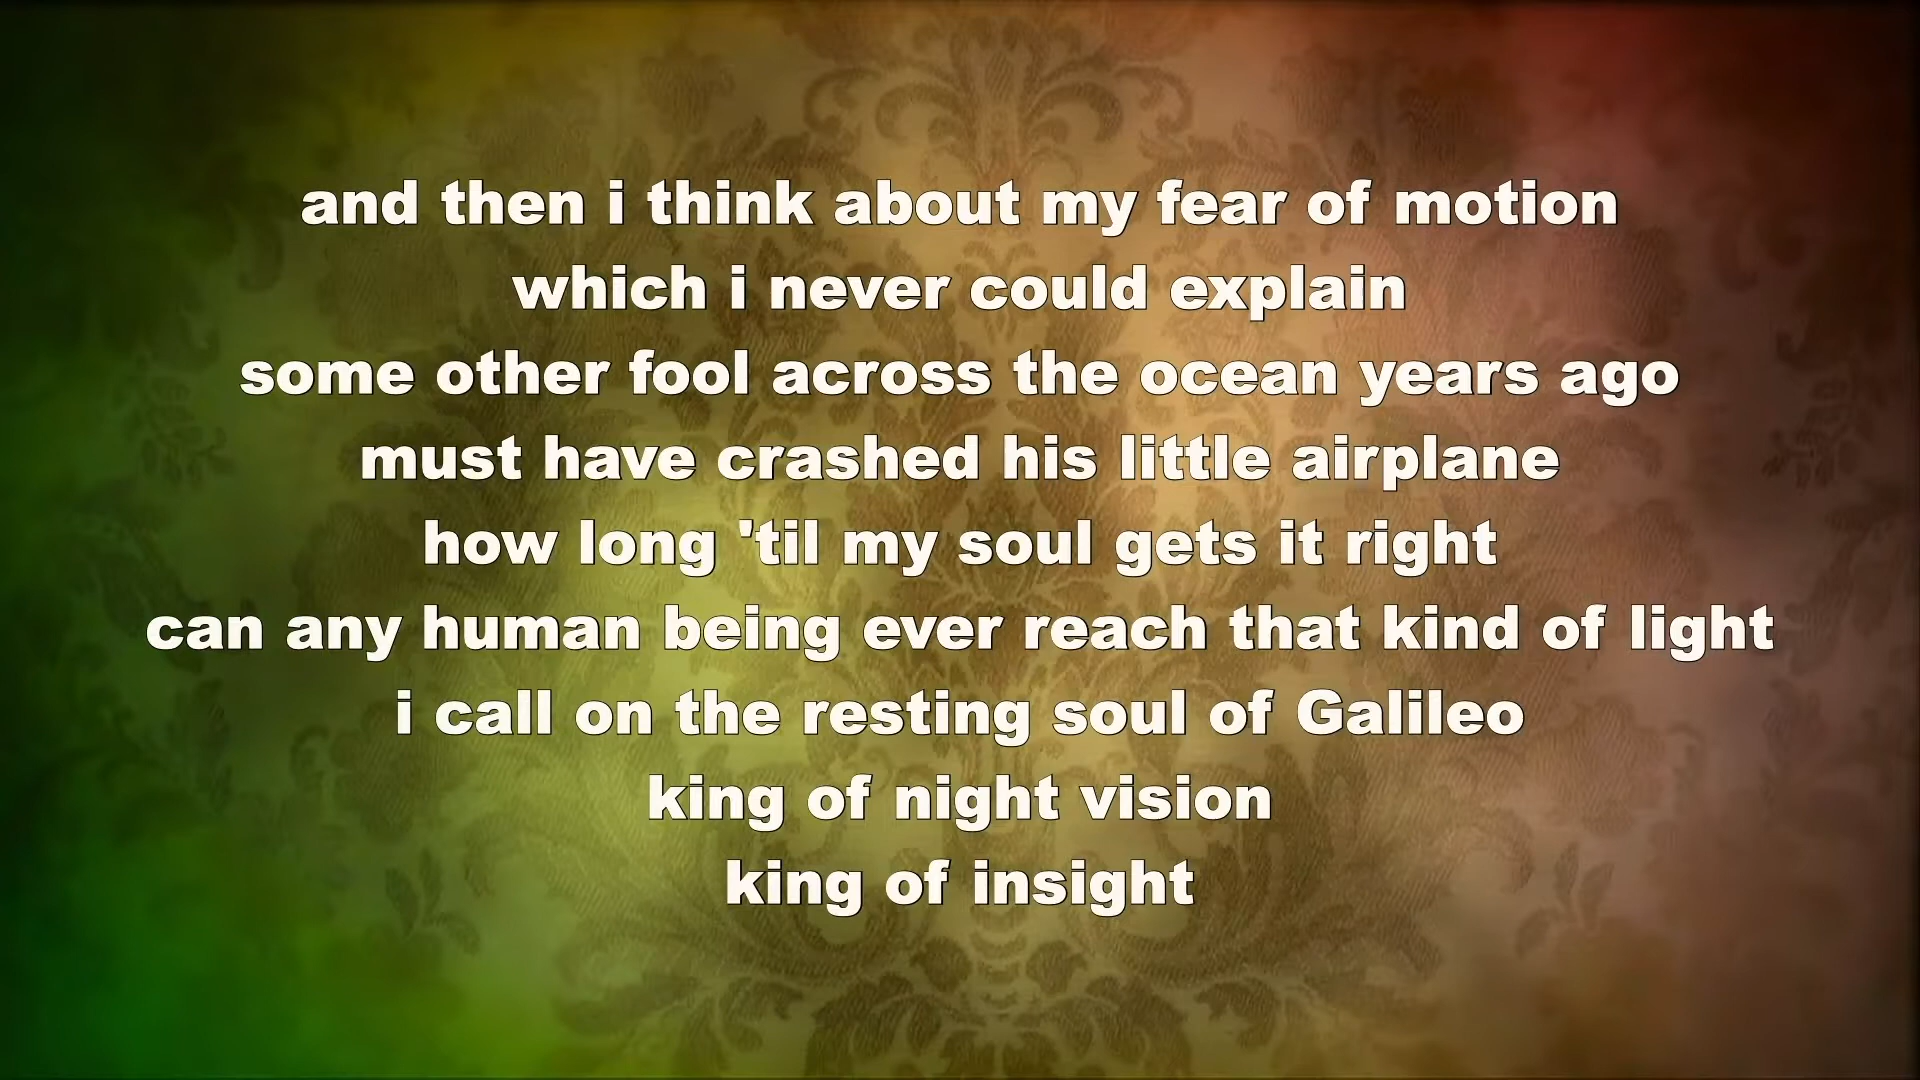 and then i think about my fear of motion
which i never could explain
some other fool across the ocean years ago
must have crashed his little airplane
how long 'til my soul gets it right
can any human being ever reach that kind of light
i call on the resting soul of Galileo
king of night vision
king of insight